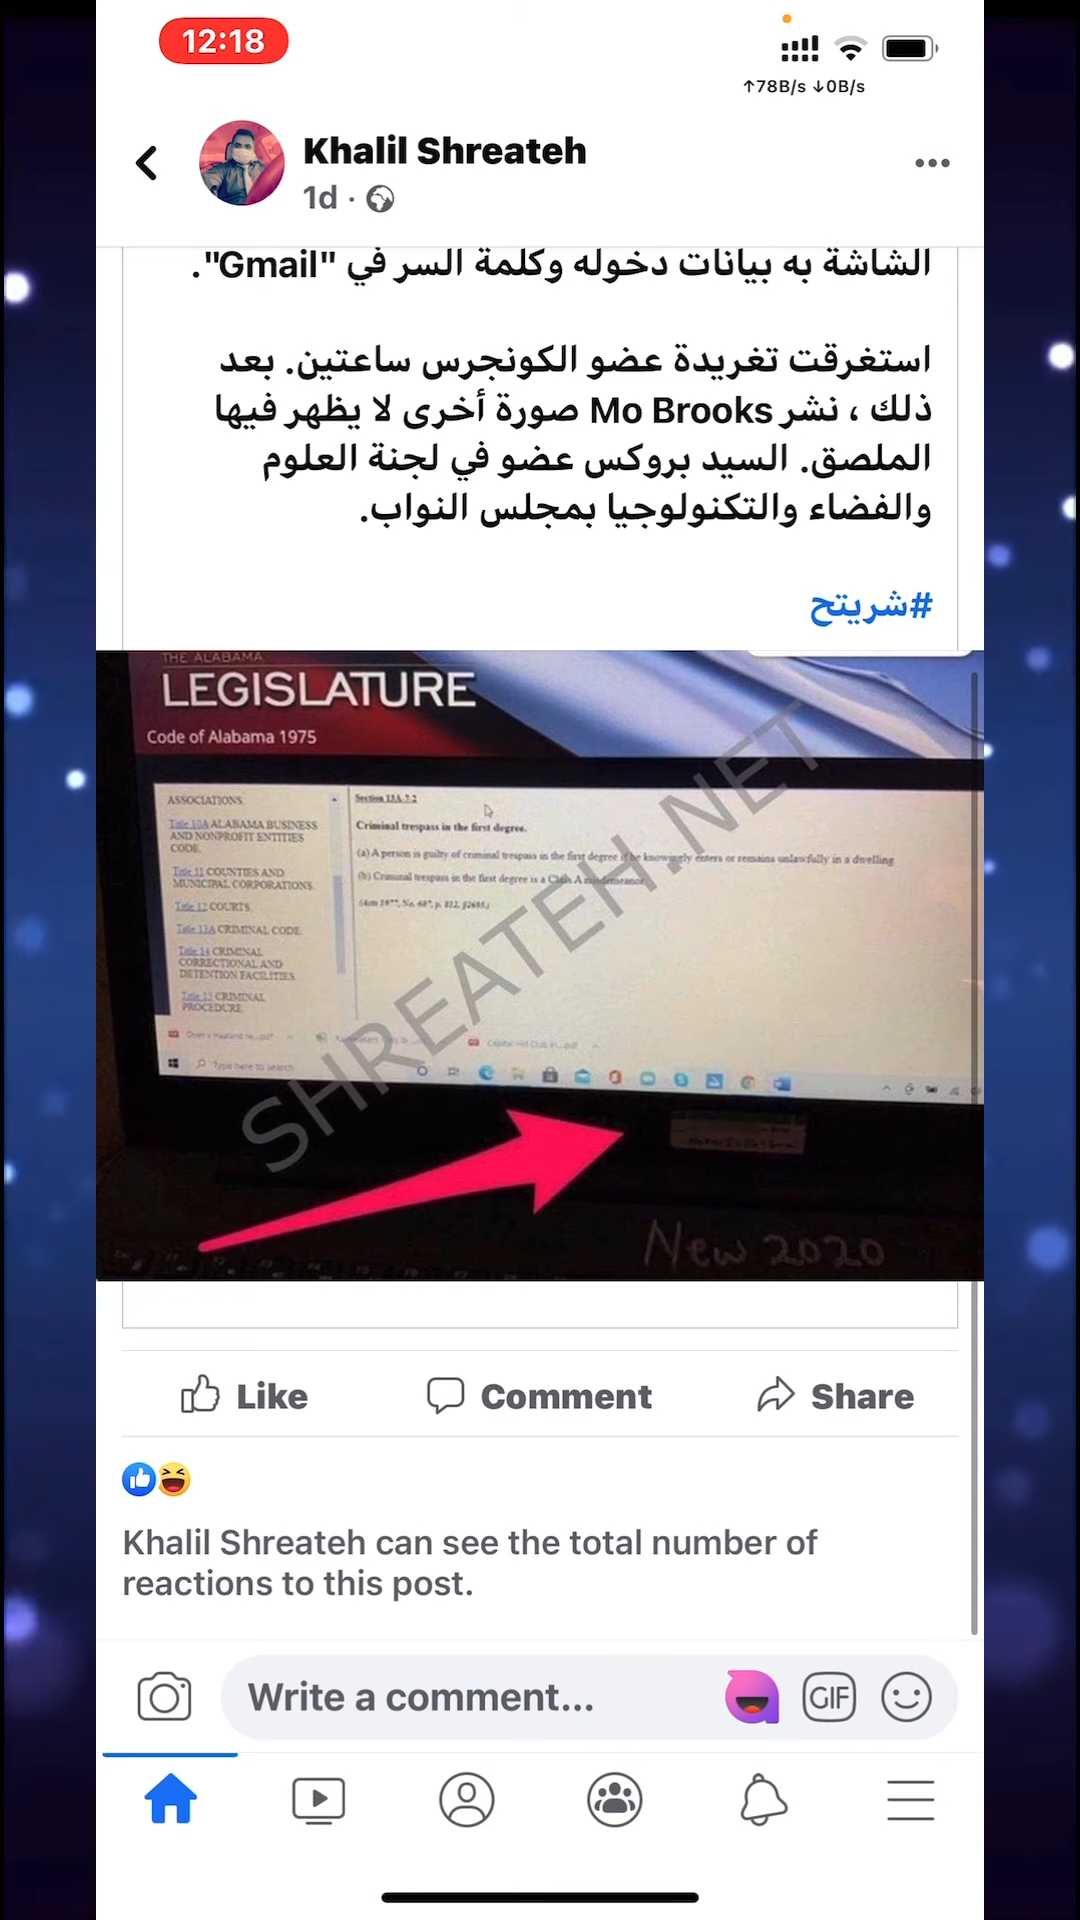 12:18
↑78B/s ↓0B/s
Khalil Shreateh
1d ·
الشاشة به بيانات دخوله وكلمة السر في "Gmail".
استغرقت تغريدة عضو الكونجرس ساعتين. بعد
ذلك ، نشر Mo Brooks صورة أخرى لا يظهر فيها
الملصق. السيد بروكس عضو في لجنة العلوم
والفضاء والتكنولوجيا بمجلس النواب.
#شريتح
THE ALABAMA
LEGISLATURE
Code of Alabama 1975
ASSOCIATIONS
Title 10A ALABAMA BUSINESS
AND NONPROFIT ENTITIES
CODE
Title 11 COUNTIES AND
MUNICIPAL CORPORATIONS
Title 12 COURTS
Title 13A CRIMINAL CODE
Title 14 CRIMINAL
CORRECTIONAL AND
DETENTION FACILITIES
Title 15 CRIMINAL
PROCEDURE
Section 13A-7-2
Criminal trespass in the first degree.
(a) A person is guilty of criminal trespass in the first degree if he knowingly enters or remains unlawfully in a dwelling
(b) Criminal trespass in the first degree is a Class A misdemeanor
Type here to search
SHREATEH.NET
New 2020
Like
Comment
Share
Khalil Shreateh can see the total number of
reactions to this post.
Write a comment...
GIF